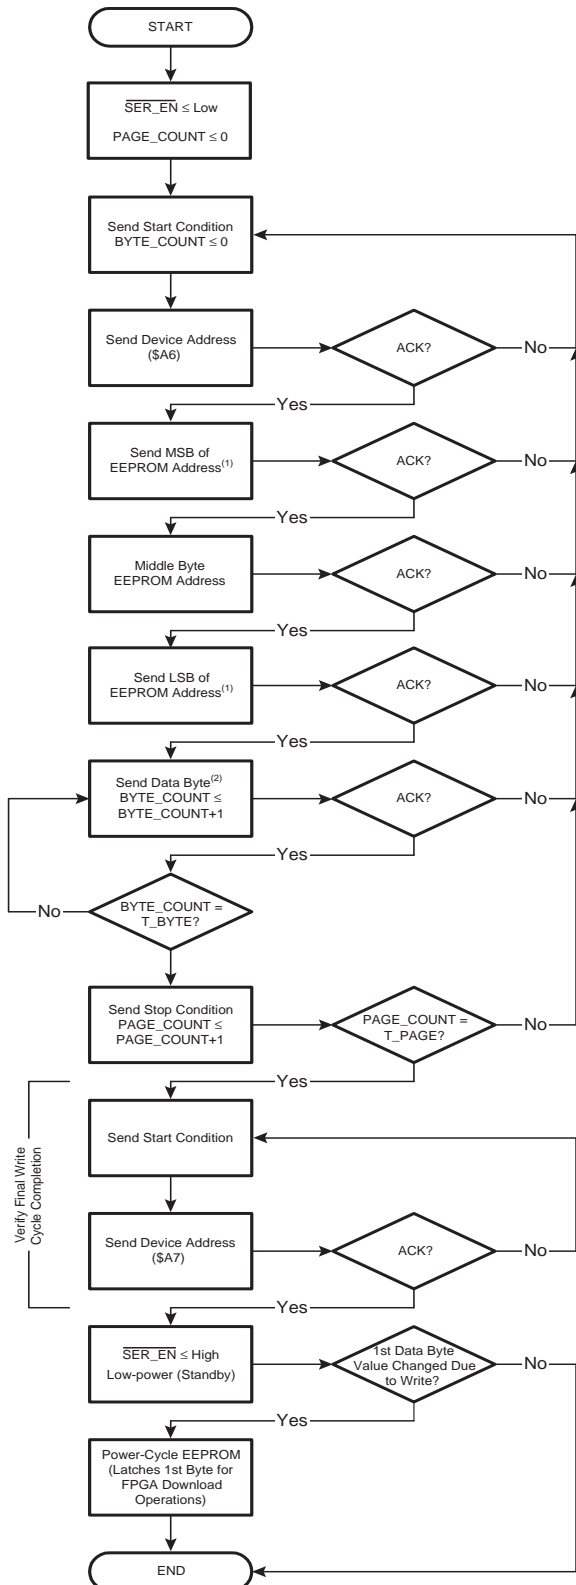 START
SER_EN ≤ Low
PAGE_COUNT ≤ 0
Send Start Condition
BYTE_COUNT ≤ 0
Send Device Address
($A6)
ACK?
No
Yes
Send MSB of
EEPROM Address(1)
ACK?
No
Yes
Middle Byte
EEPROM Address
ACK?
No
Yes
Send LSB of
EEPROM Address(1)
ACK?
No
Yes
Send Data Byte(2)
BYTE_COUNT ≤
BYTE_COUNT+1
ACK?
No
Yes
BYTE_COUNT =
T_BYTE?
No
Send Stop Condition
PAGE_COUNT ≤
PAGE_COUNT+1
PAGE_COUNT =
T_PAGE?
No
Yes
Verify Final Write
Cycle Completion
Send Start Condition
Send Device Address
($A7)
ACK?
No
Yes
SER_EN ≤ High
Low-power (Standby)
1st Data Byte
Value Changed Due
to Write?
No
Yes
Power-Cycle EEPROM
(Latches 1st Byte for
FPGA Download
Operations)
END